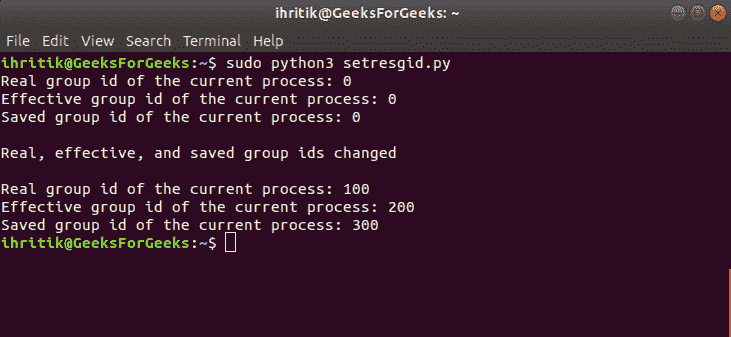 ihritik@GeeksForGeeks: ~
File Edit View Search Terminal Help
ihritik@GeeksForGeeks:~$ sudo python3 setresgid.py
Real group id of the current process: 0
Effective group id of the current process: 0
Saved group id of the current process: 0
Real, effective, and saved group ids changed
Real group id of the current process: 100
Effective group id of the current process: 200
Saved group id of the current process: 300
ihritik@GeeksForGeeks:~$